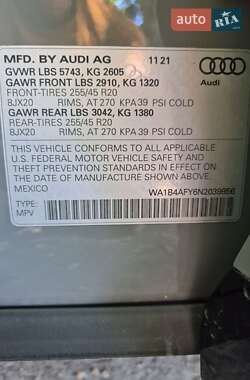 AUTO RIA
.com
MFD. BY AUDI AG 11 21
GVWR LBS 5743, KG 2605
GAWR FRONT LBS 2910, KG 1320
FRONT-TIRES 255/45 R20
8JX20 RIMS, AT 270 KPA 39 PSI COLD
GAWR REAR LBS 3042, KG 1380
REAR-TIRES 255/45 R20
8JX20 RIMS, AT 270 KPA 39 PSI COLD
Audi
THIS VEHICLE CONFORMS TO ALL APPLICABLE
U.S. FEDERAL MOTOR VEHICLE SAFETY AND
THEFT PREVENTION STANDARDS IN EFFECT ON
THE DATE OF MANUFACTURE SHOWN ABOVE.
MEXICO WA1B4AFY6N2039856
TYPE:
MPV